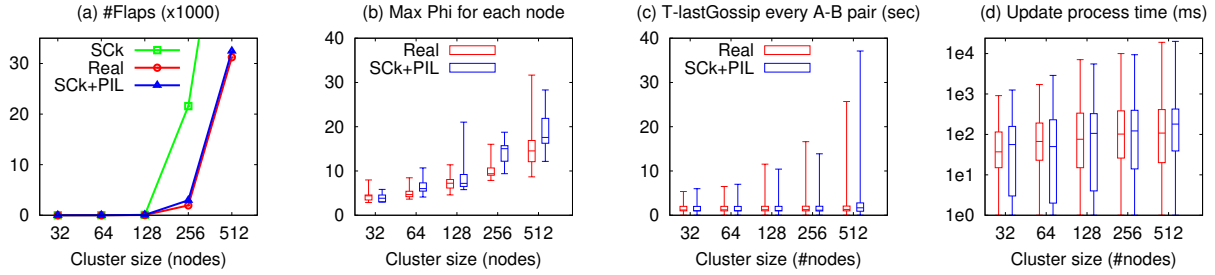 (a) #Flaps (x1000)
SCk
Real
SCk+PIL
30
20
10
0
32 64 128 256 512
Cluster size (nodes)
(b) Max Phi for each node
Real
SCk+PIL
40
30
20
10
0
32 64 128 256 512
Cluster size (nodes)
(c) T-lastGossip every A-B pair (sec)
Real
SCk+PIL
40
30
20
10
0
32 64 128 256 512
Cluster size (#nodes)
(d) Update process time (ms)
1e4
1e3
1e2
1e1
1e0
32 64 128 256 512
Cluster size (#nodes)